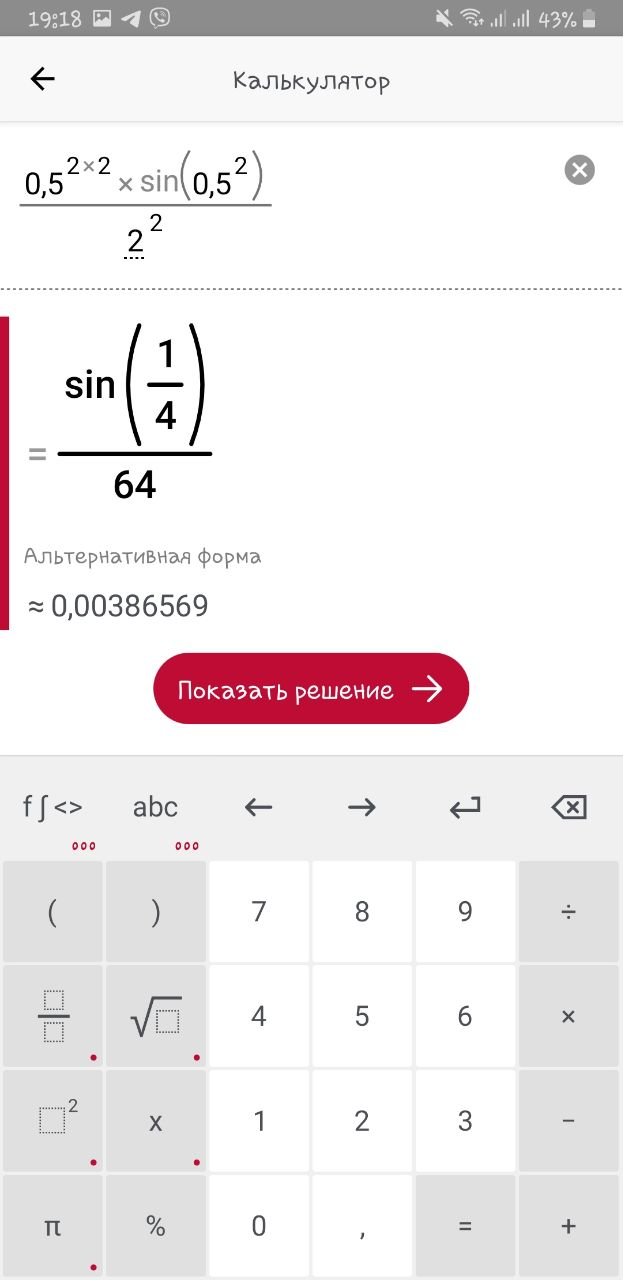 19:18 43%
Калькулятор
0,5^(2×2) × sin(0,5^2)
2^2
sin(1/4)
=
64
Альтернативная форма
≈ 0,00386569
Показать решение →
f ∫ <> abc ← → ↵ ⌫
( ) 7 8 9 ÷
√ 4 5 6 ×
2 x 1 2 3 −
π % 0 , = +